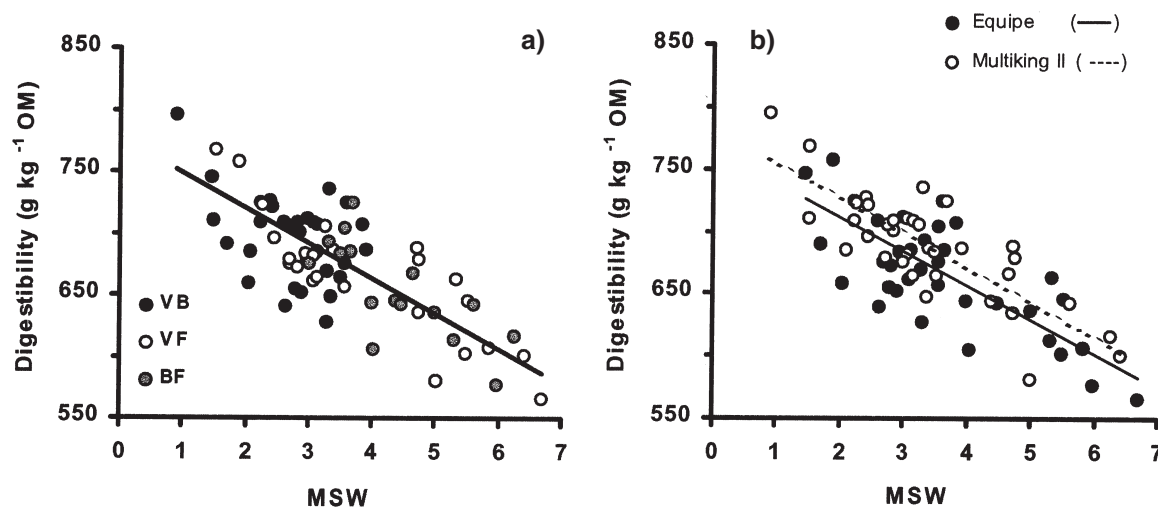 a)
Digestibility (g kg -1 OM)
850
750
650
550
VB
VF
BF
0 1 2 3 4 5 6 7
MSW
b)
Equipe (—)
Multiking II (----)
Digestibility (g kg -1 OM)
850
750
650
550
0 1 2 3 4 5 6 7
MSW